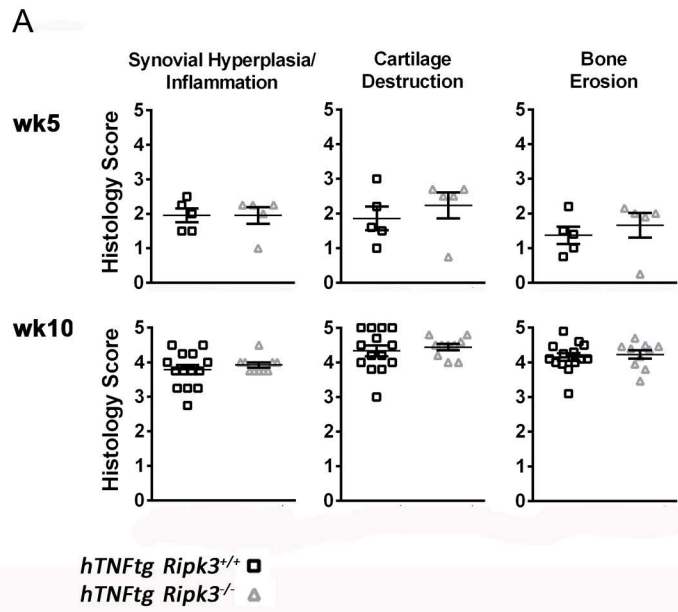 A
Synovial Hyperplasia/
Inflammation
Cartilage
Destruction
Bone
Erosion
wk5
Histology Score
5
4
3
2
1
0
5
4
3
2
1
0
5
4
3
2
1
0
wk10
Histology Score
5
4
3
2
1
0
5
4
3
2
1
0
5
4
3
2
1
0
hTNFtg Ripk3+/+
hTNFtg Ripk3-/-